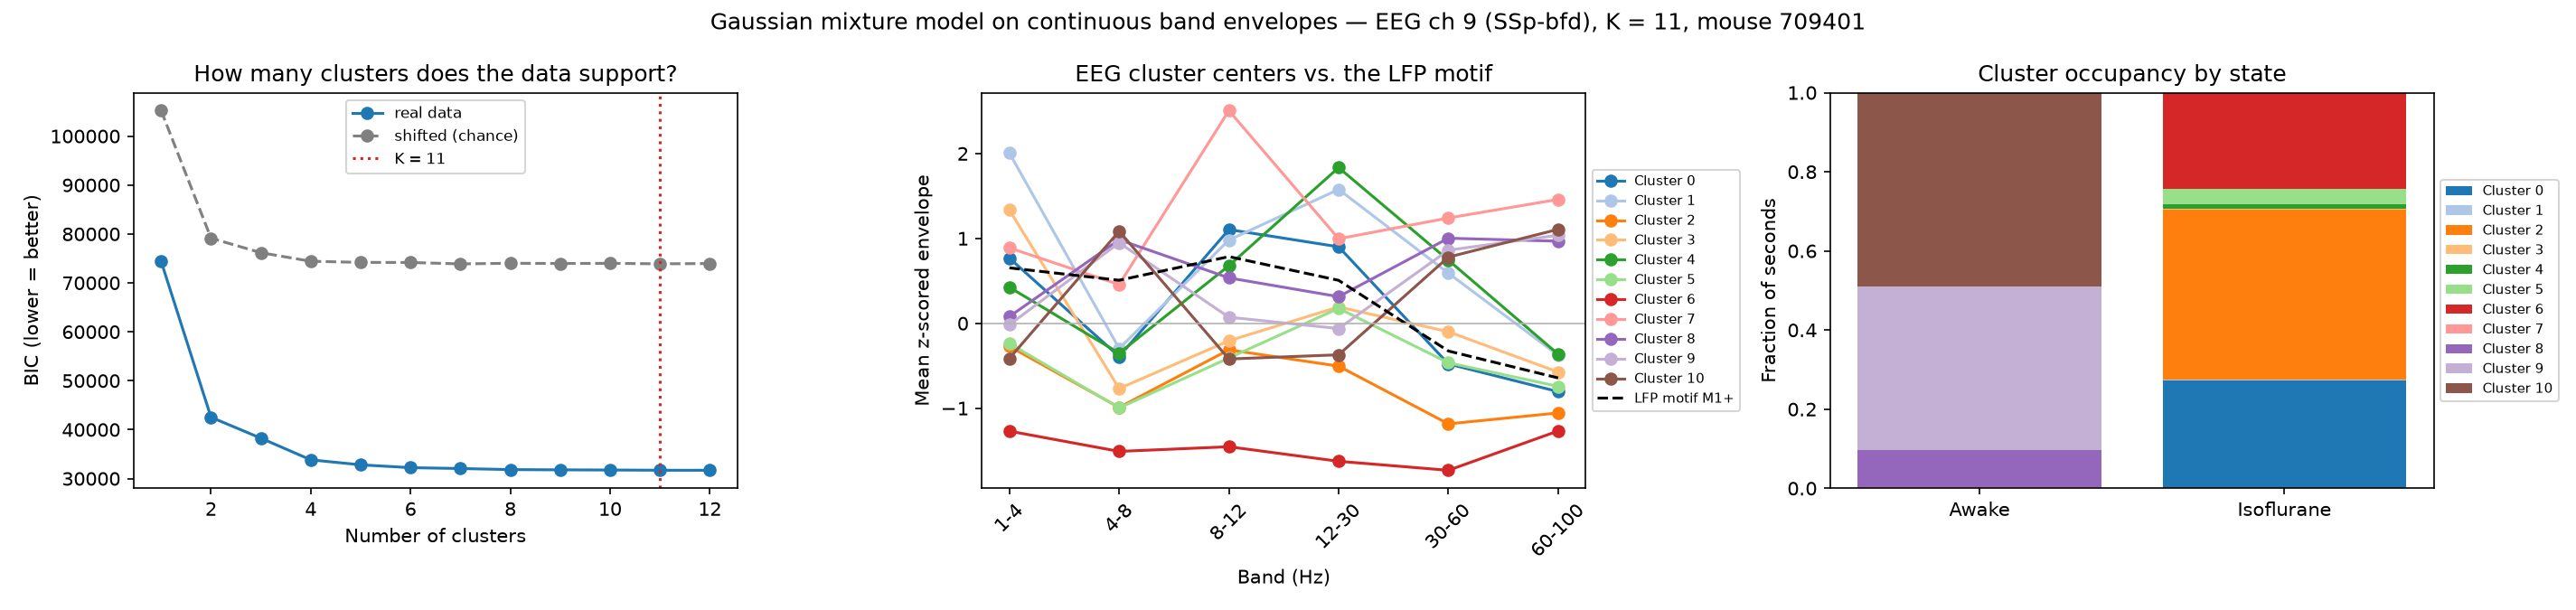 Gaussian mixture model on continuous band envelopes — EEG ch 9 (SSp-bfd), K = 11, mouse 709401
How many clusters does the data support?
BIC (lower = better)
100000
90000
80000
70000
60000
50000
40000
30000
2
4
6
8
10
12
Number of clusters
real data
shifted (chance)
K = 11
EEG cluster centers vs. the LFP motif
Mean z-scored envelope
2
1
0
−1
1-4
4-8
8-12
12-30
30-60
60-100
Band (Hz)
Cluster 0
Cluster 1
Cluster 2
Cluster 3
Cluster 4
Cluster 5
Cluster 6
Cluster 7
Cluster 8
Cluster 9
Cluster 10
LFP motif M1+
Cluster occupancy by state
Fraction of seconds
1.0
0.8
0.6
0.4
0.2
0.0
Awake
Isoflurane
Cluster 0
Cluster 1
Cluster 2
Cluster 3
Cluster 4
Cluster 5
Cluster 6
Cluster 7
Cluster 8
Cluster 9
Cluster 10